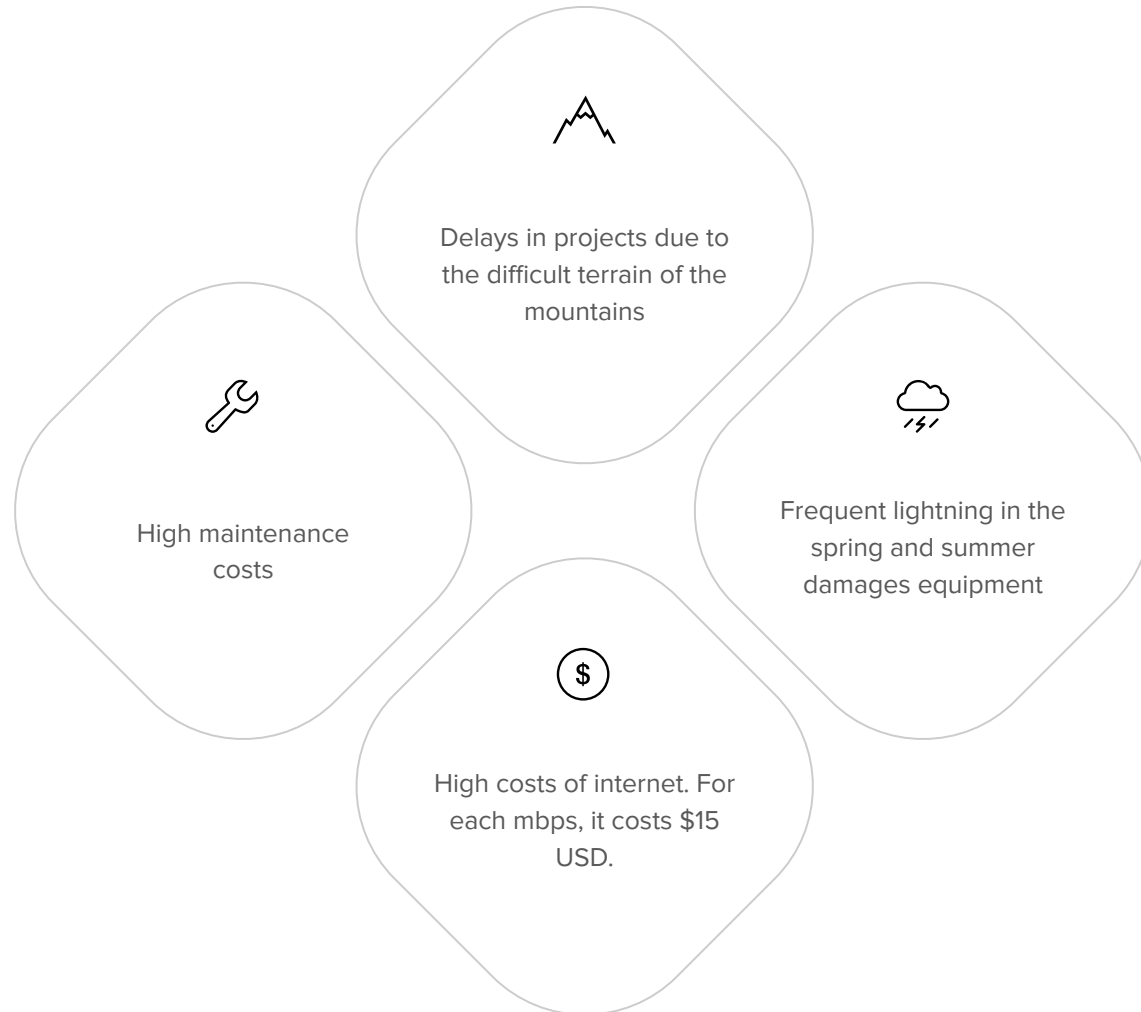 Delays in projects due to
the difficult terrain of the
mountains
High maintenance
costs
Frequent lightning in the
spring and summer
damages equipment
$
High costs of internet. For
each mbps, it costs $15
USD.